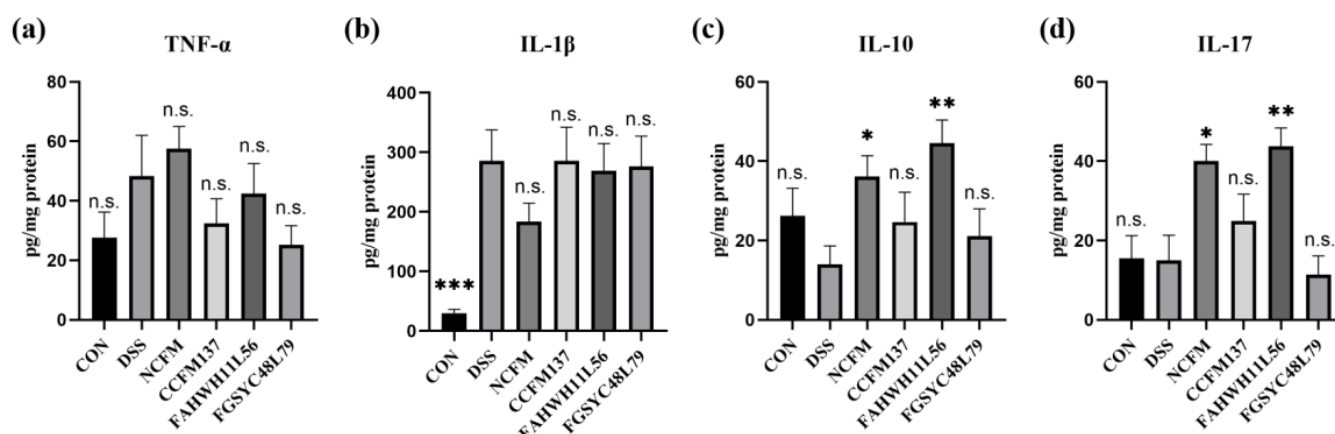 (a)
TNF-α
pg/mg protein
80
60
40
20
0
n.s.
n.s.
n.s.
n.s.
n.s.
CON
DSS
NCFM
CCFM137
FAHWH11L56
FGSYC48L79
(b)
IL-1β
pg/mg protein
400
300
200
100
0
***
n.s.
n.s.
n.s.
n.s.
CON
DSS
NCFM
CCFM137
FAHWH11L56
FGSYC48L79
(c)
IL-10
pg/mg protein
60
40
20
0
n.s.
*
n.s.
**
n.s.
CON
DSS
NCFM
CCFM137
FAHWH11L56
FGSYC48L79
(d)
IL-17
pg/mg protein
60
40
20
0
n.s.
*
n.s.
**
n.s.
CON
DSS
NCFM
CCFM137
FAHWH11L56
FGSYC48L79